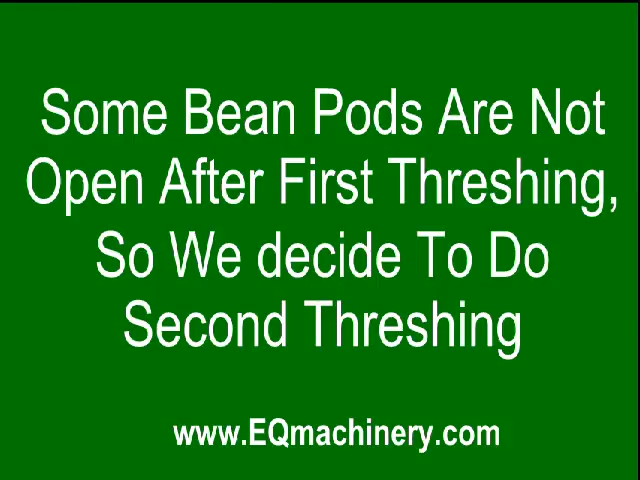 Some Bean Pods Are Not
Open After First Threshing,
So We decide To Do
Second Threshing
www.EQmachinery.com